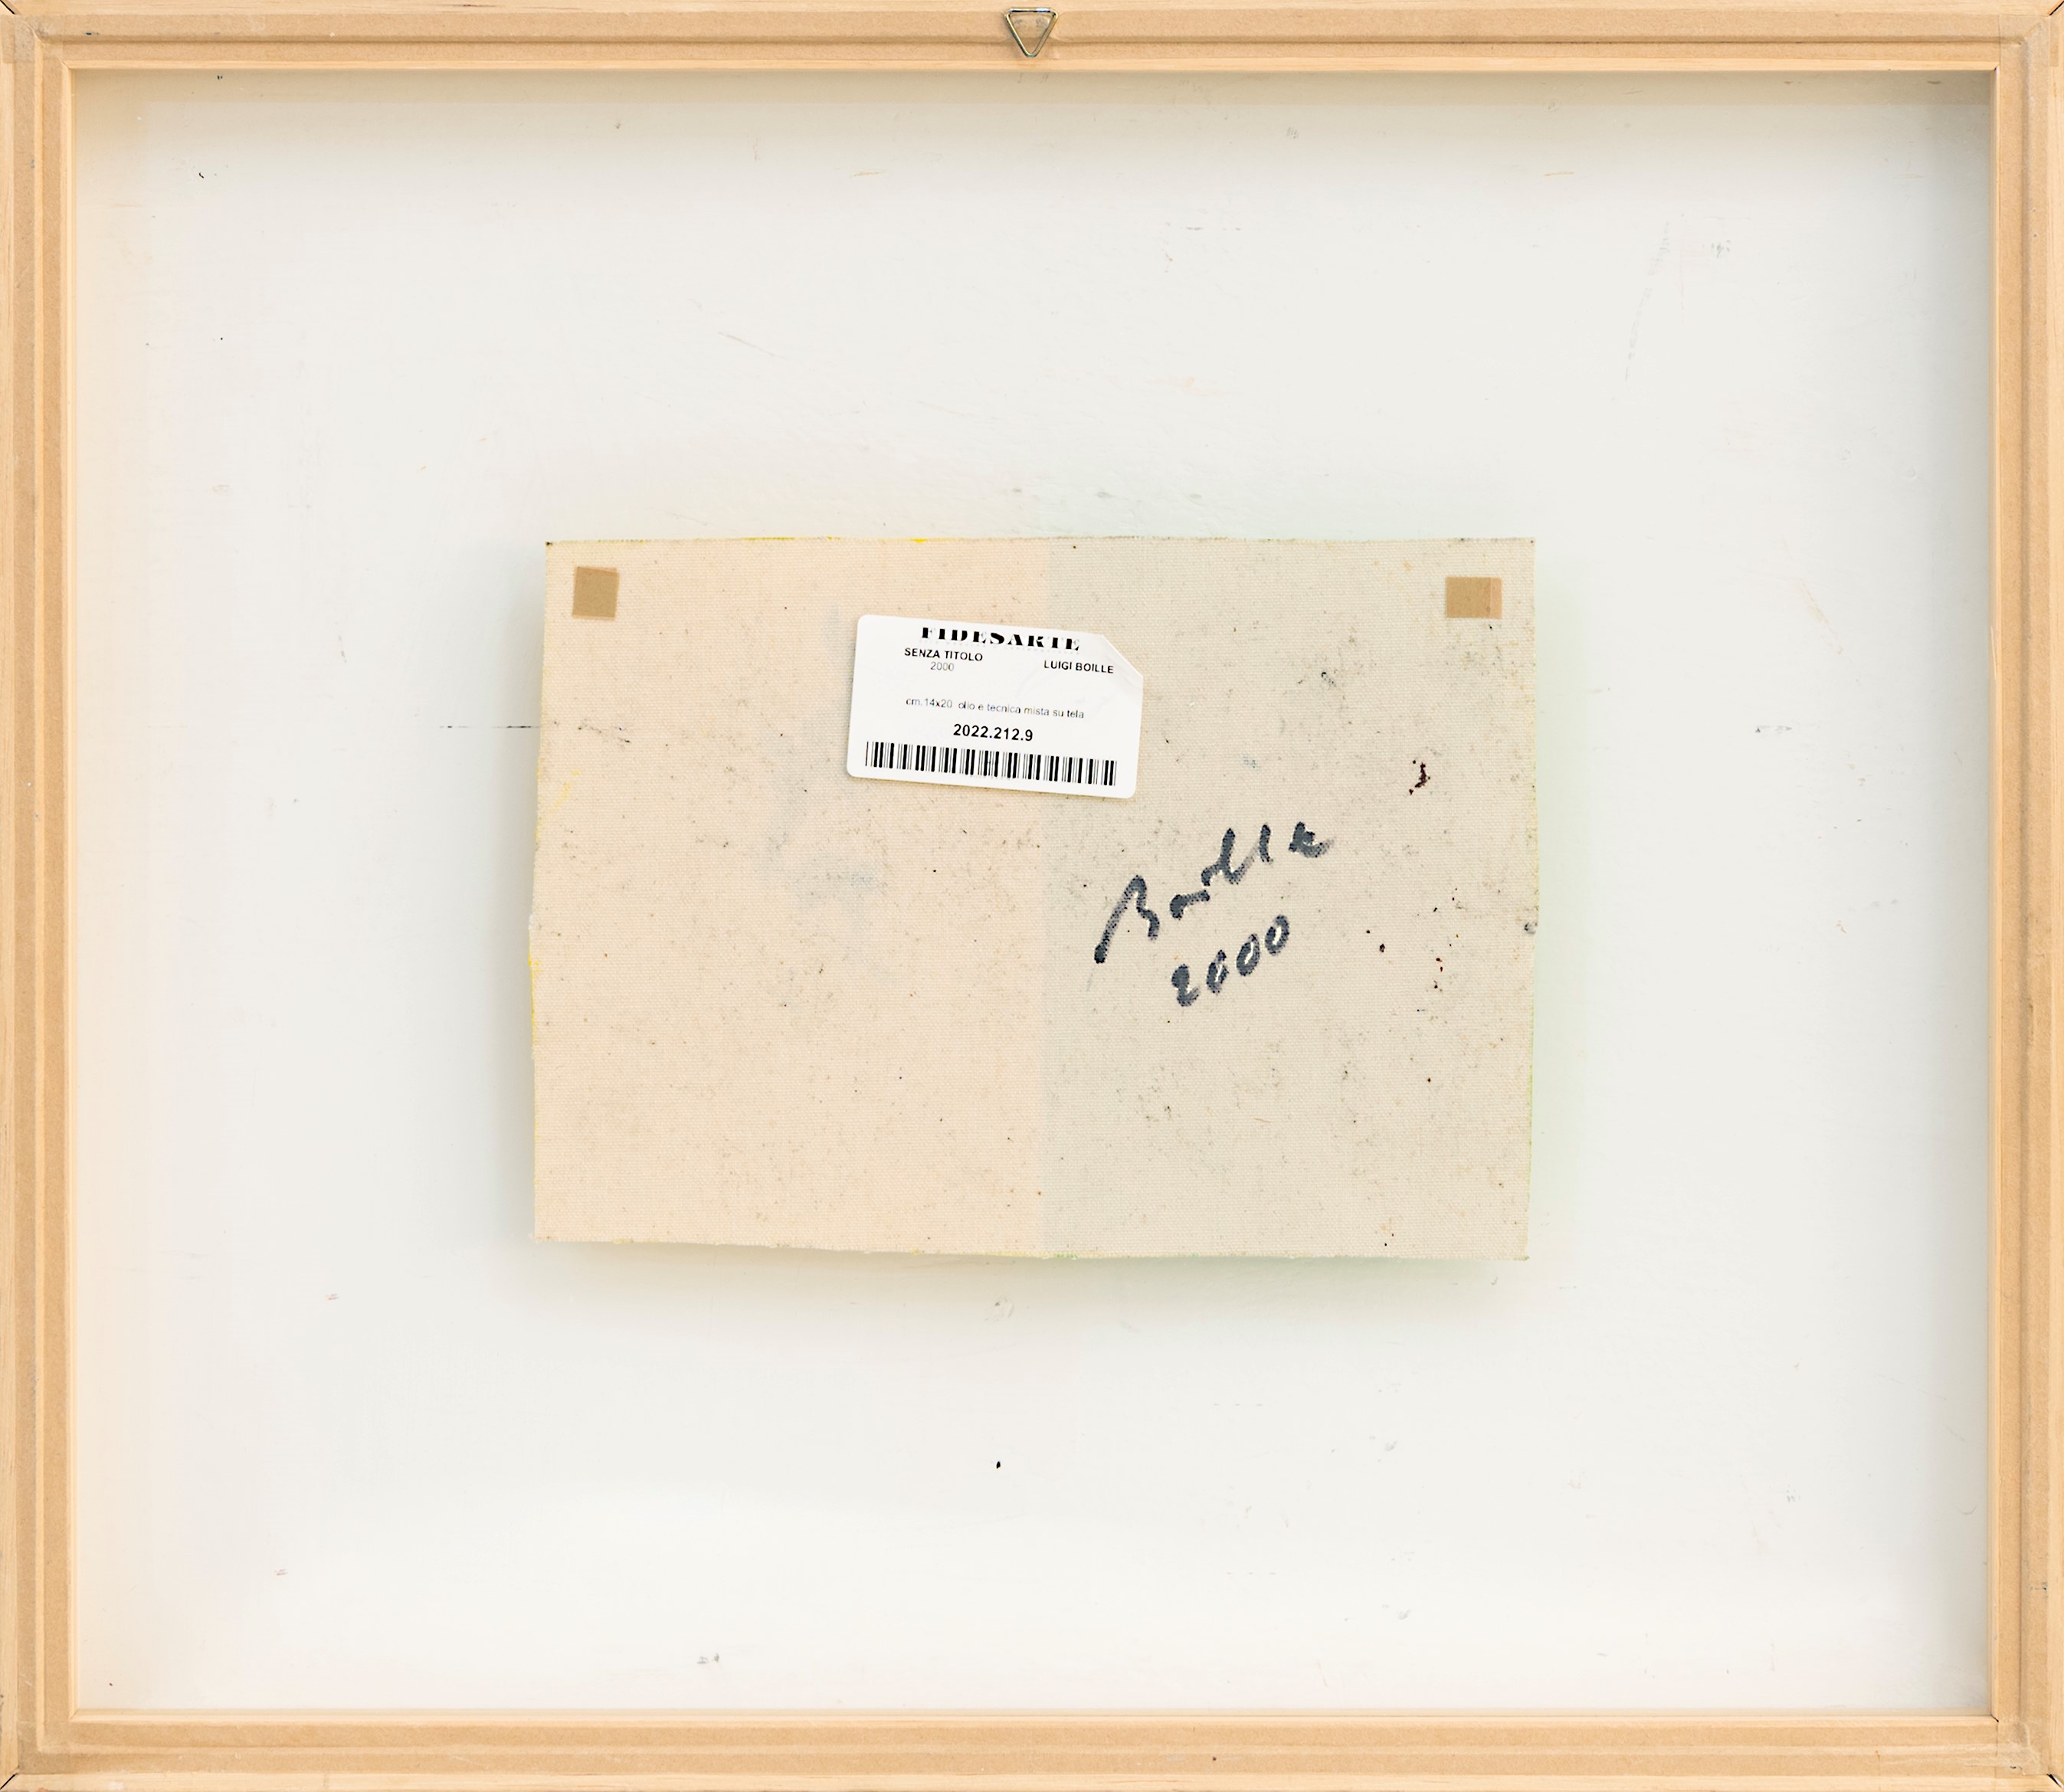 FIDESARTE
SENZA TITOLO
2000
LUIGI BOILLE
cm.14x20 olio e tecnica mista su tela
2022.212.9
Boille
2000